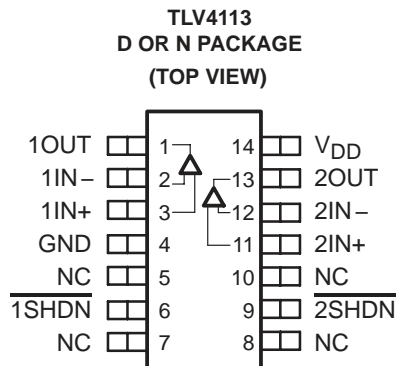 TLV4113
D OR N PACKAGE
(TOP VIEW)
1OUT 1 14 VDD
1IN− 2 13 2OUT
1IN+ 3 12 2IN−
GND 4 11 2IN+
NC 5 10 NC
1SHDN 6 9 2SHDN
NC 7 8 NC